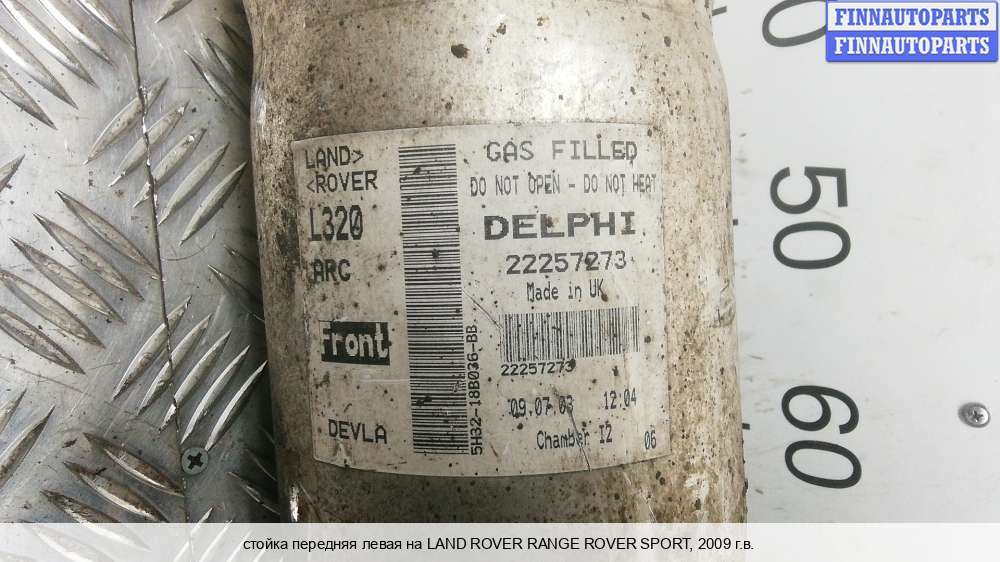 FINNAUTOPARTS
FINNAUTOPARTS
LAND>
<ROVER
L320
ARC
Front
DEVLA
5H32-18B036-BB
GAS FILLED
DO NOT OPEN - DO NOT HEAT
DELPHI
22257273
Made in UK
22257273
09.07.03 12:04
Chamber 12 06
50
60
стойка передняя левая на LAND ROVER RANGE ROVER SPORT, 2009 г.в.